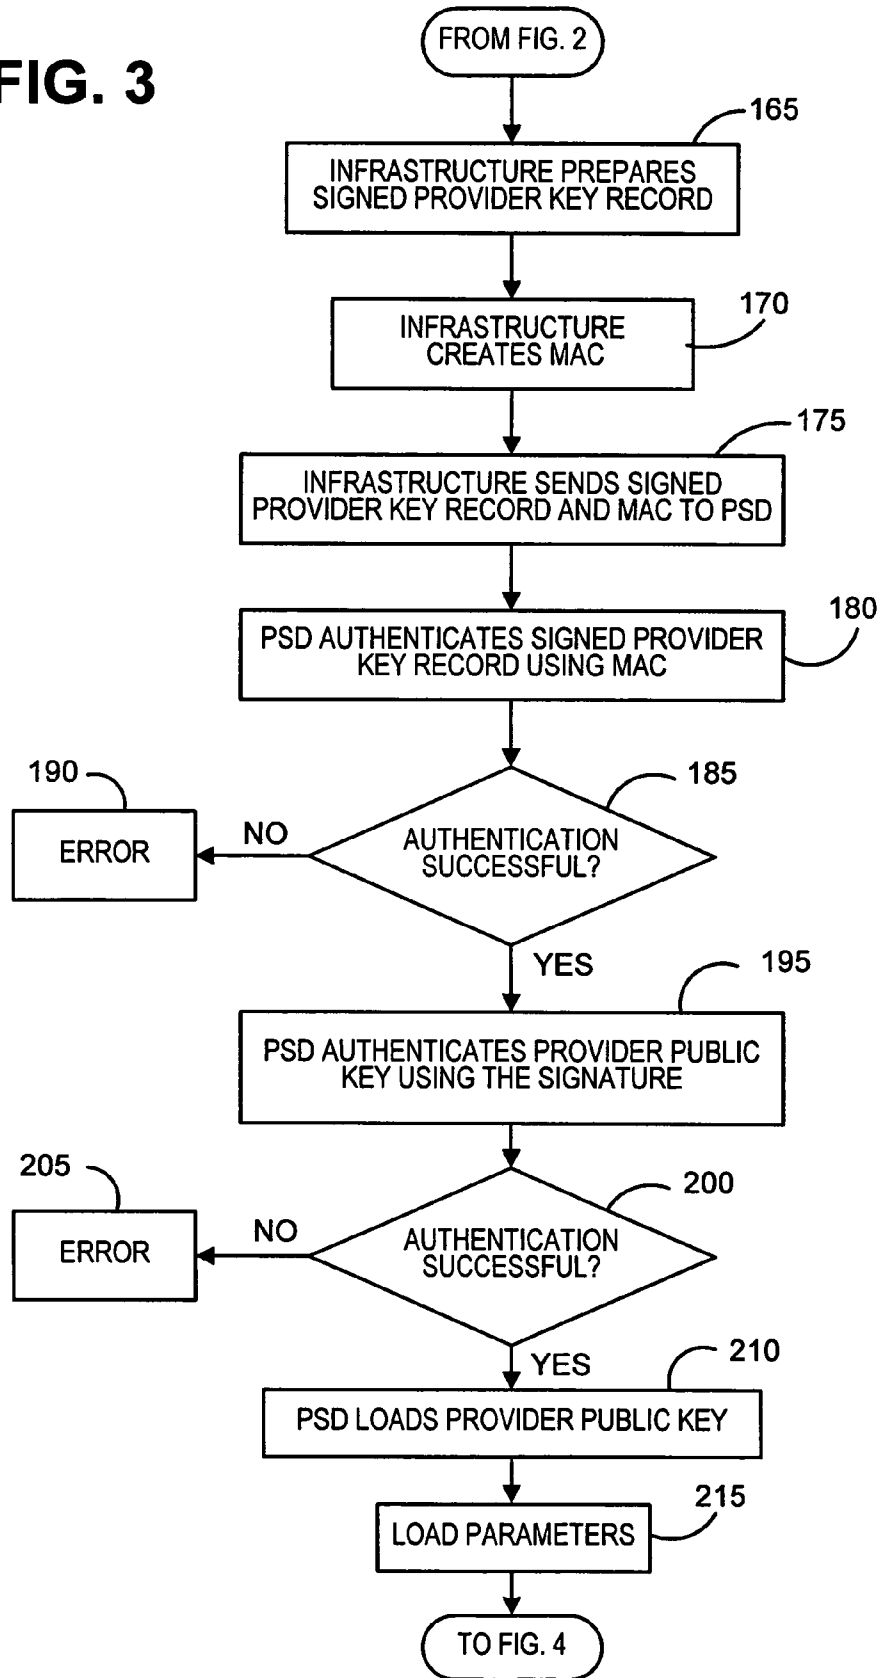 FIG. 3
FROM FIG. 2
165
INFRASTRUCTURE PREPARES
SIGNED PROVIDER KEY RECORD
170
INFRASTRUCTURE
CREATES MAC
175
INFRASTRUCTURE SENDS SIGNED
PROVIDER KEY RECORD AND MAC TO PSD
180
PSD AUTHENTICATES SIGNED PROVIDER
KEY RECORD USING MAC
185
AUTHENTICATION
SUCCESSFUL?
NO
190
ERROR
YES
195
PSD AUTHENTICATES PROVIDER PUBLIC
KEY USING THE SIGNATURE
200
AUTHENTICATION
SUCCESSFUL?
NO
205
ERROR
YES
210
PSD LOADS PROVIDER PUBLIC KEY
215
LOAD PARAMETERS
TO FIG. 4